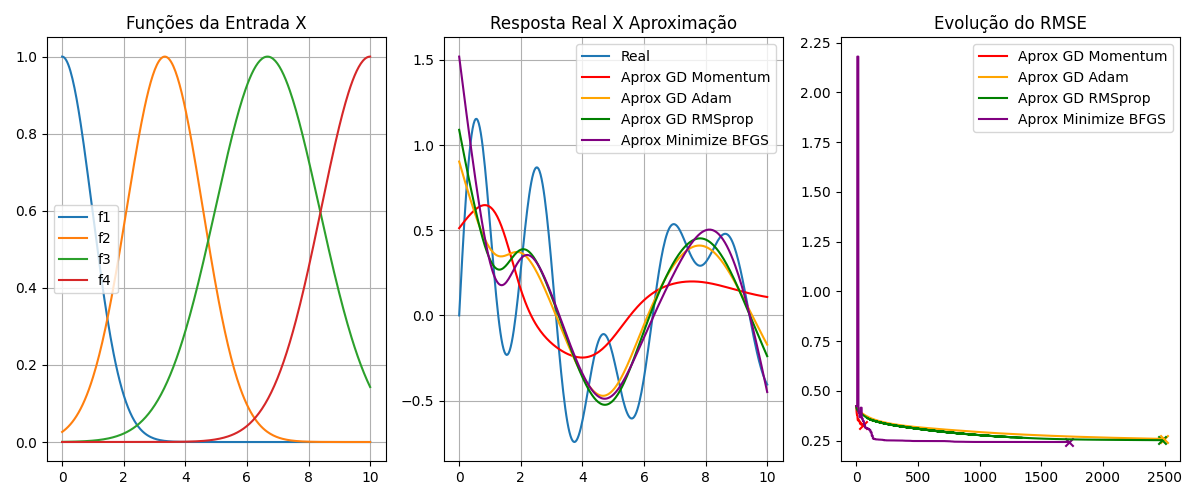 Funções da Entrada X
1.0
0.8
0.6
0.4
0.2
0.0
f1
f2
f3
f4
0 2 4 6 8 10
Resposta Real X Aproximação
1.5
1.0
0.5
0.0
−0.5
Real
Aprox GD Momentum
Aprox GD Adam
Aprox GD RMSprop
Aprox Minimize BFGS
0 2 4 6 8 10
Evolução do RMSE
2.25
2.00
1.75
1.50
1.25
1.00
0.75
0.50
0.25
Aprox GD Momentum
Aprox GD Adam
Aprox GD RMSprop
Aprox Minimize BFGS
0 500 1000 1500 2000 2500